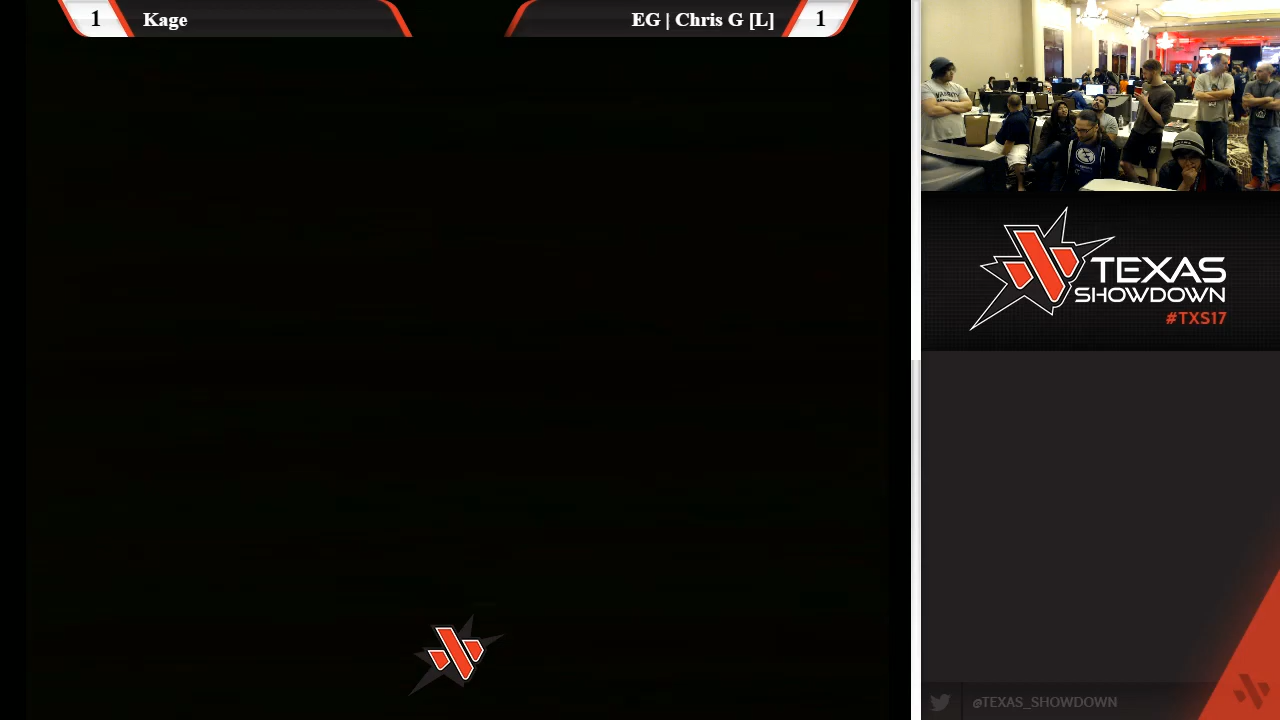 1 Kage
EG | Chris G [L] 1
TEXAS
SHOWDOWN
#TXS17
@TEXAS_SHOWDOWN